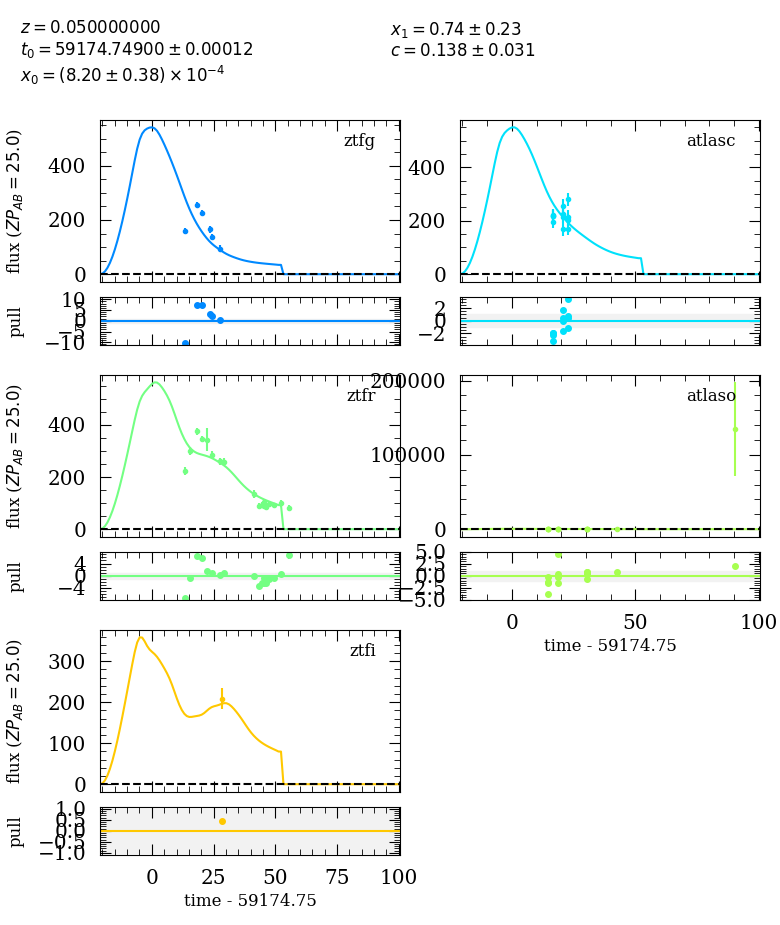 z = 0.050000000
t₀ = 59174.74900 ± 0.00012
x₀ = (8.20 ± 0.38) × 10⁻⁴
x₁ = 0.74 ± 0.23
c = 0.138 ± 0.031
flux (ZP_AB = 25.0)
ztfg
400
200
0
pull
10
5
0
−5
−10
atlasc
400
200
0
2
0
−2
flux (ZP_AB = 25.0)
ztfr
400
200
0
pull
4
0
−4
atlaso
200000
100000
0
5.0
2.5
0.0
−2.5
−5.0
0 50 100
time - 59174.75
flux (ZP_AB = 25.0)
ztfi
300
200
100
0
pull
1.0
0.5
0.0
−0.5
−1.0
0 25 50 75 100
time - 59174.75